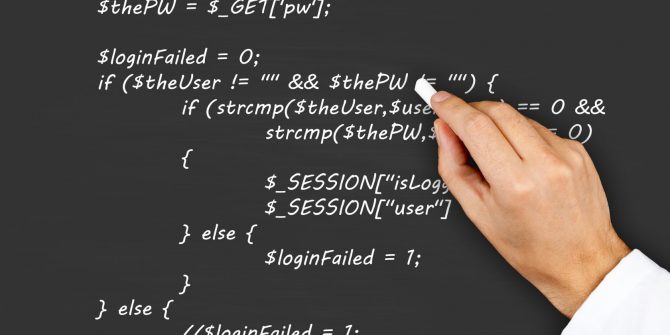 $thePW = $_GET['pw'];
$loginFailed = 0;
if ($theUser != "" && $thePW != "") {
if (strcmp($theUser, ) == 0 &&
strcmp($thePW, = 0)
{
$_SESSION["
$_SESSION["user"]
} else {
$loginFailed = 1;
}
} else {
//$loginFailed = 1;